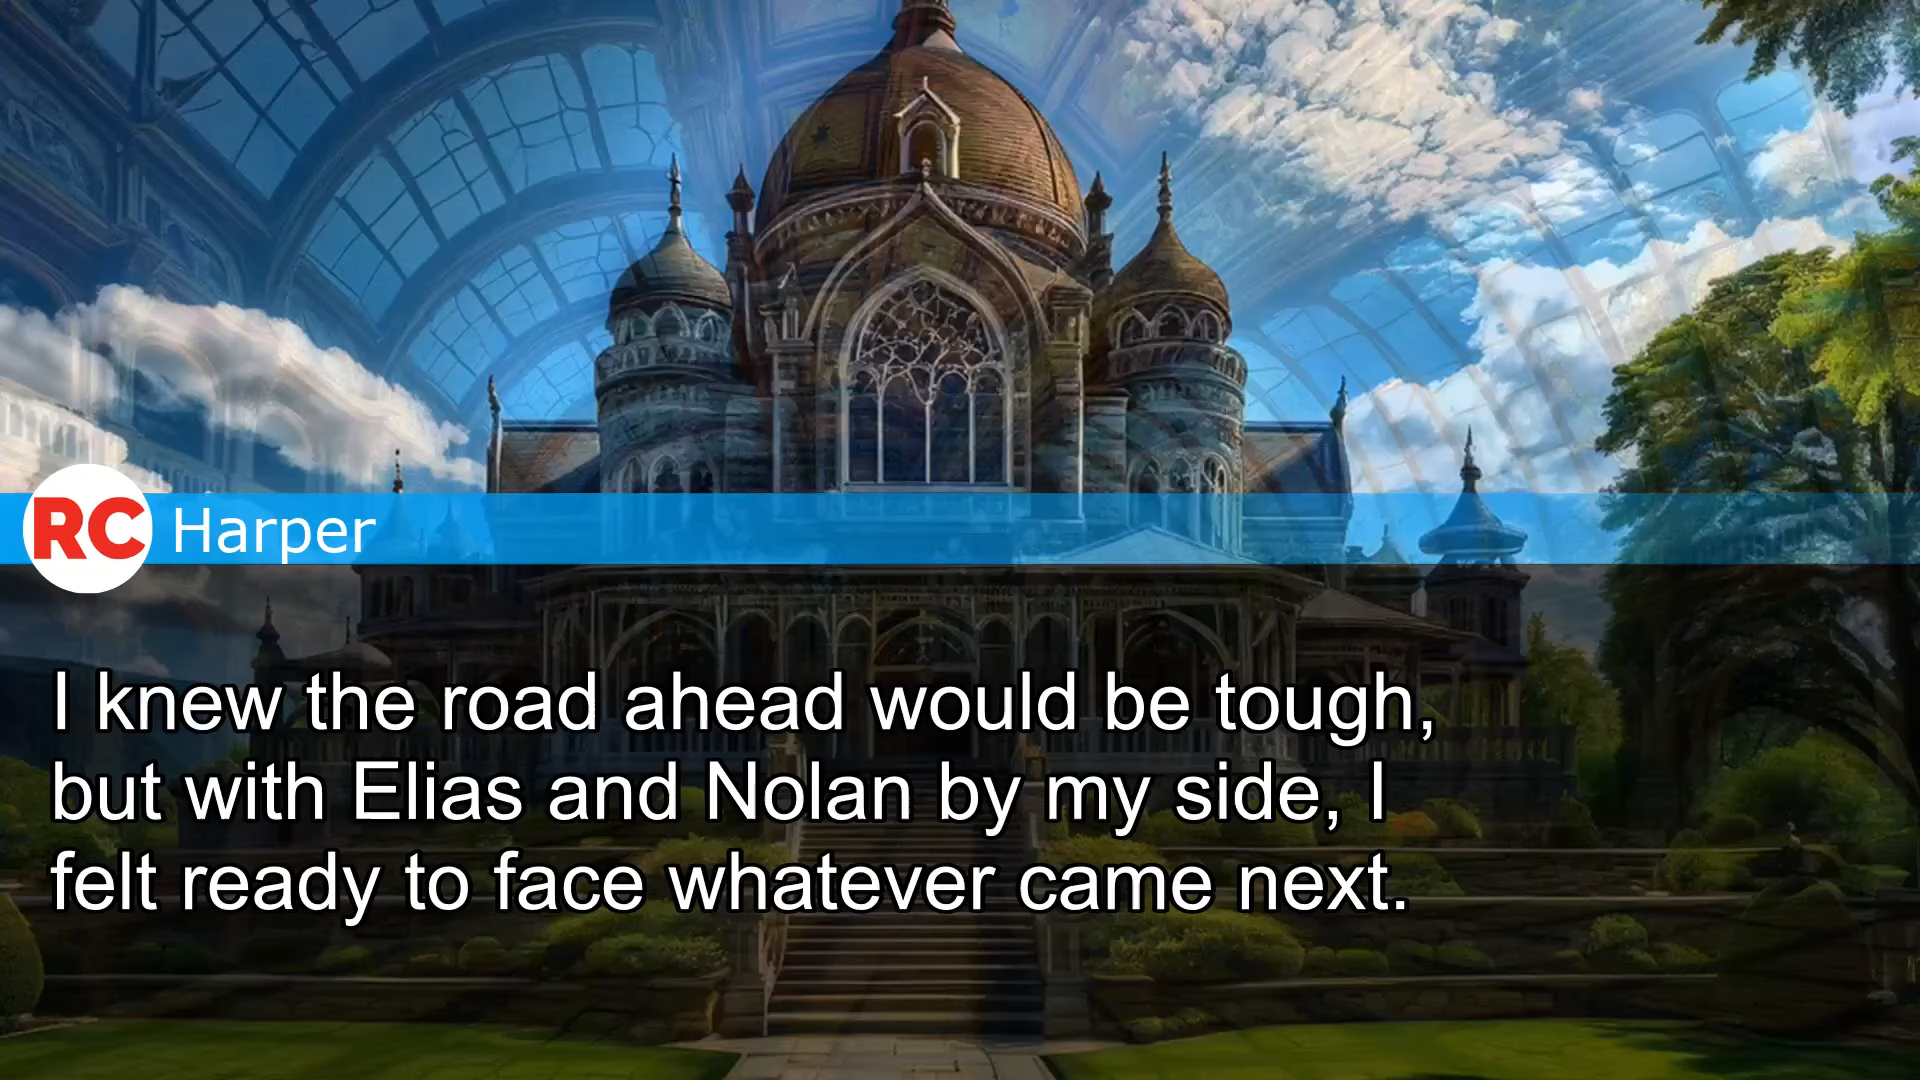 RC Harper
I knew the road ahead would be tough,
but with Elias and Nolan by my side, I
felt ready to face whatever came next.